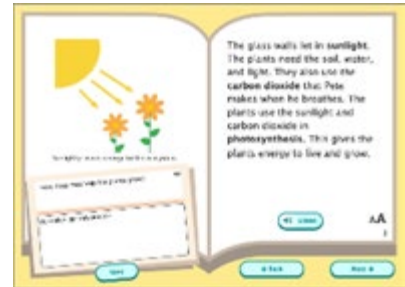 The glass walls let in sunlight.
The plants need the soil, water,
and light. They also use the
carbon dioxide that Pete
makes when he breathes. The
plants use the sunlight and
carbon dioxide in
photosynthesis. This gives the
plants energy to live and grow.
AA
Back